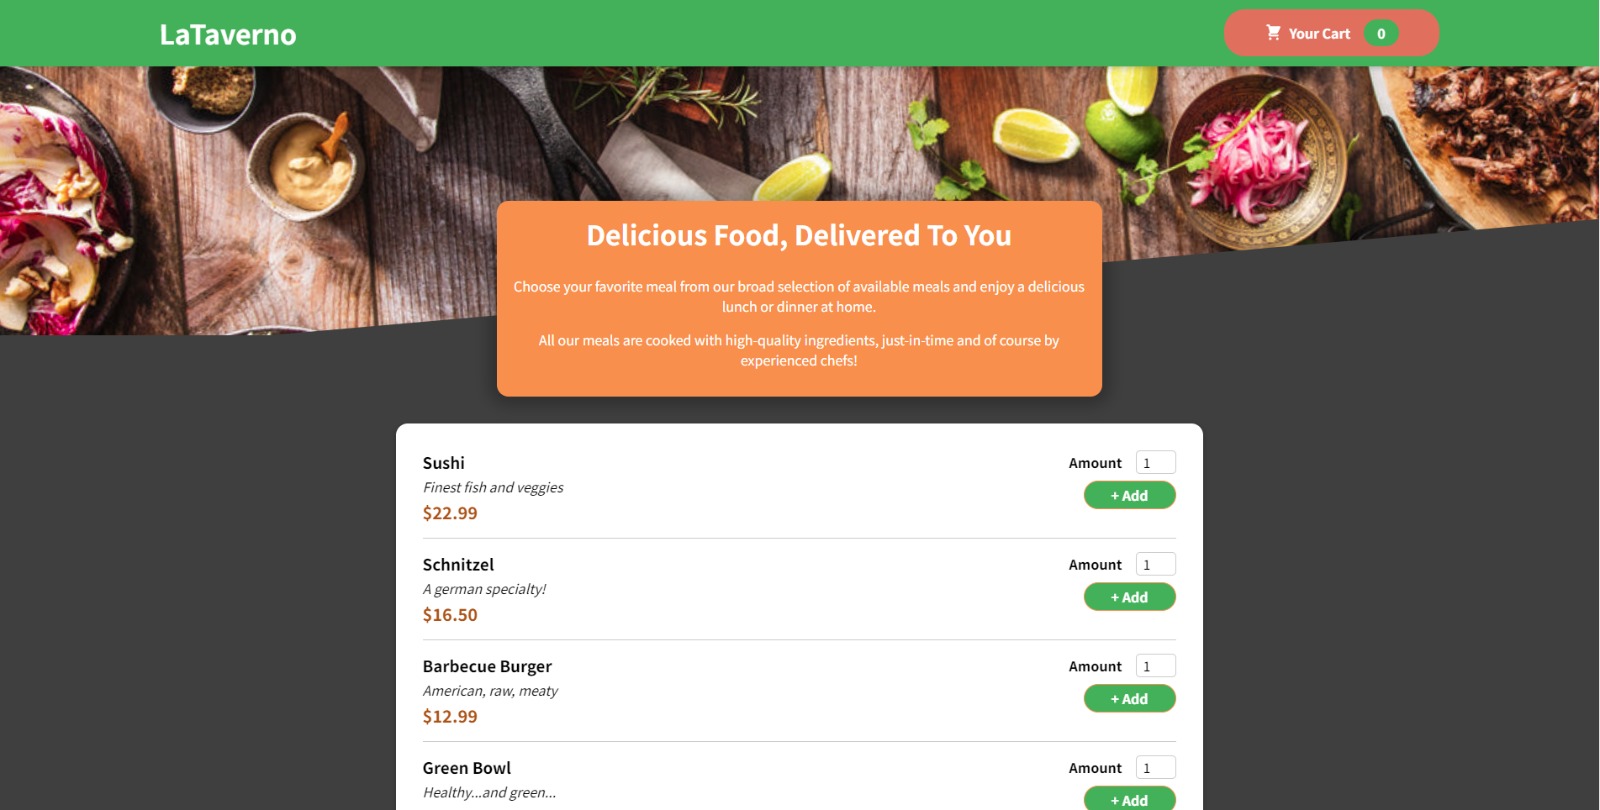 LaTaverno
Your Cart 0
Delicious Food, Delivered To You
Choose your favorite meal from our broad selection of available meals and enjoy a delicious
lunch or dinner at home.
All our meals are cooked with high-quality ingredients, just-in-time and of course by
experienced chefs!
Sushi
Finest fish and veggies
$22.99
Amount 1
+ Add
Schnitzel
A german specialty!
$16.50
Amount 1
+ Add
Barbecue Burger
American, raw, meaty
$12.99
Amount 1
+ Add
Green Bowl
Healthy...and green...
Amount 1
+ Add